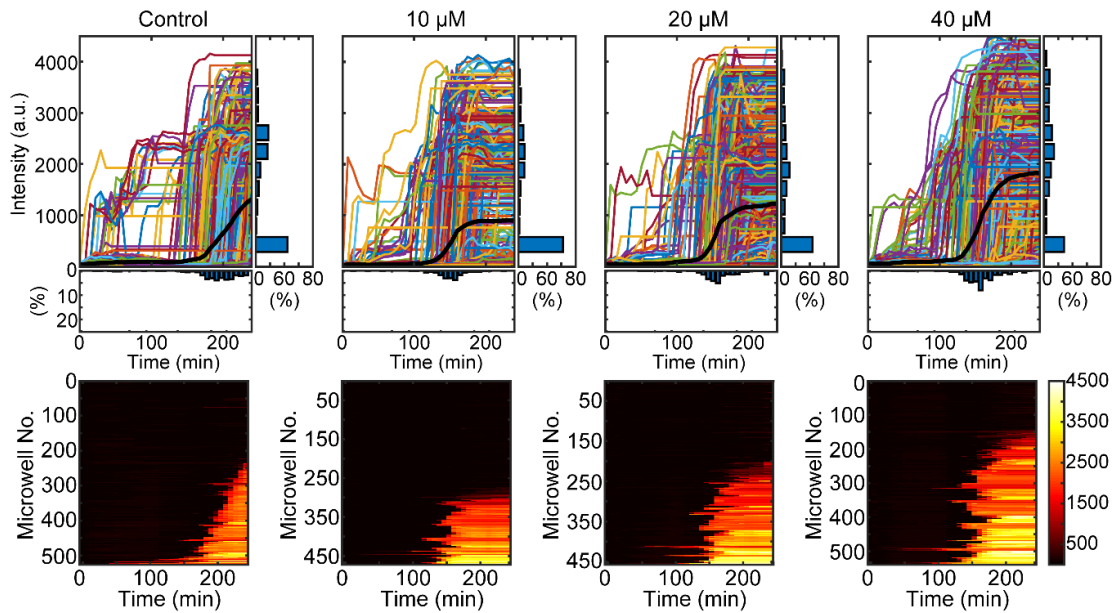 Control 10 µM 20 µM 40 µM
Intensity (a.u.)
4000
3000
2000
1000
0
0 60 80 0 60 80 0 60 80 0 60 80
(%) (%) (%) (%)
(%)
10
20
0 100 200 0 100 200 0 100 200 0 100 200
Time (min) Time (min) Time (min) Time (min)
Microwell No.
0
100
200
300
400
500
0 100 200
Time (min)
Microwell No.
50
150
250
350
450
0 100 200
Time (min)
Microwell No.
50
150
250
350
450
0 100 200
Time (min)
Microwell No.
0
100
200
300
400
500
0 100 200
Time (min)
4500
3500
2500
1500
500